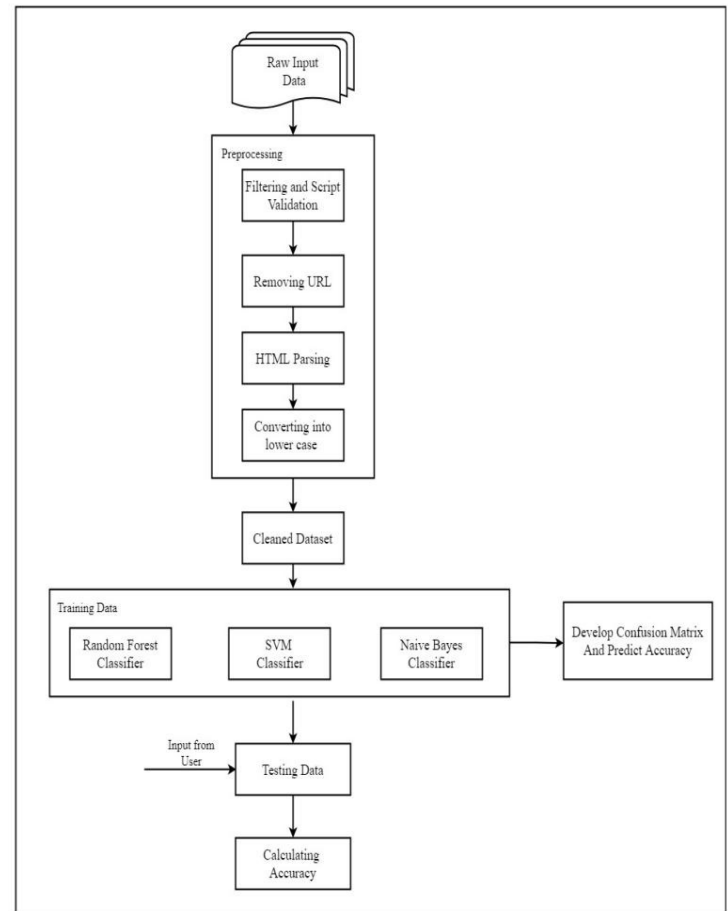 Raw Input
Data
Preprocessing
Filtering and Script
Validation
Removing URL
HTML Parsing
Converting into
lower case
Cleaned Dataset
Training Data
Random Forest
Classifier
SVM
Classifier
Naive Bayes
Classifier
Develop Confusion Matrix
And Predict Accuracy
Input from
User
Testing Data
Calculating
Accuracy